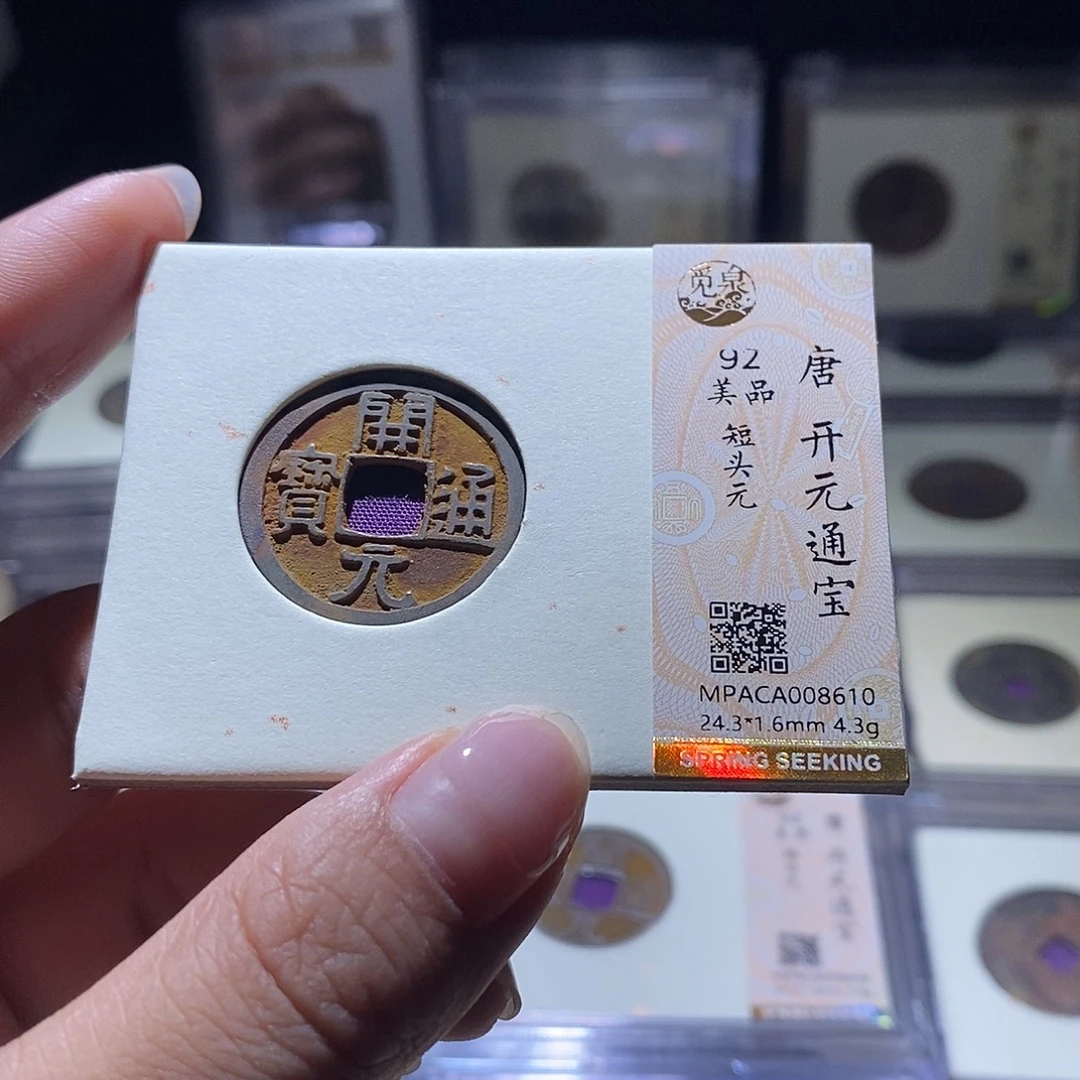 開通元寶
觅泉
唐 开元通宝
92
美品
短头元
MPACA008610
24.3*1.6mm 4.3g
SPRING SEEKING